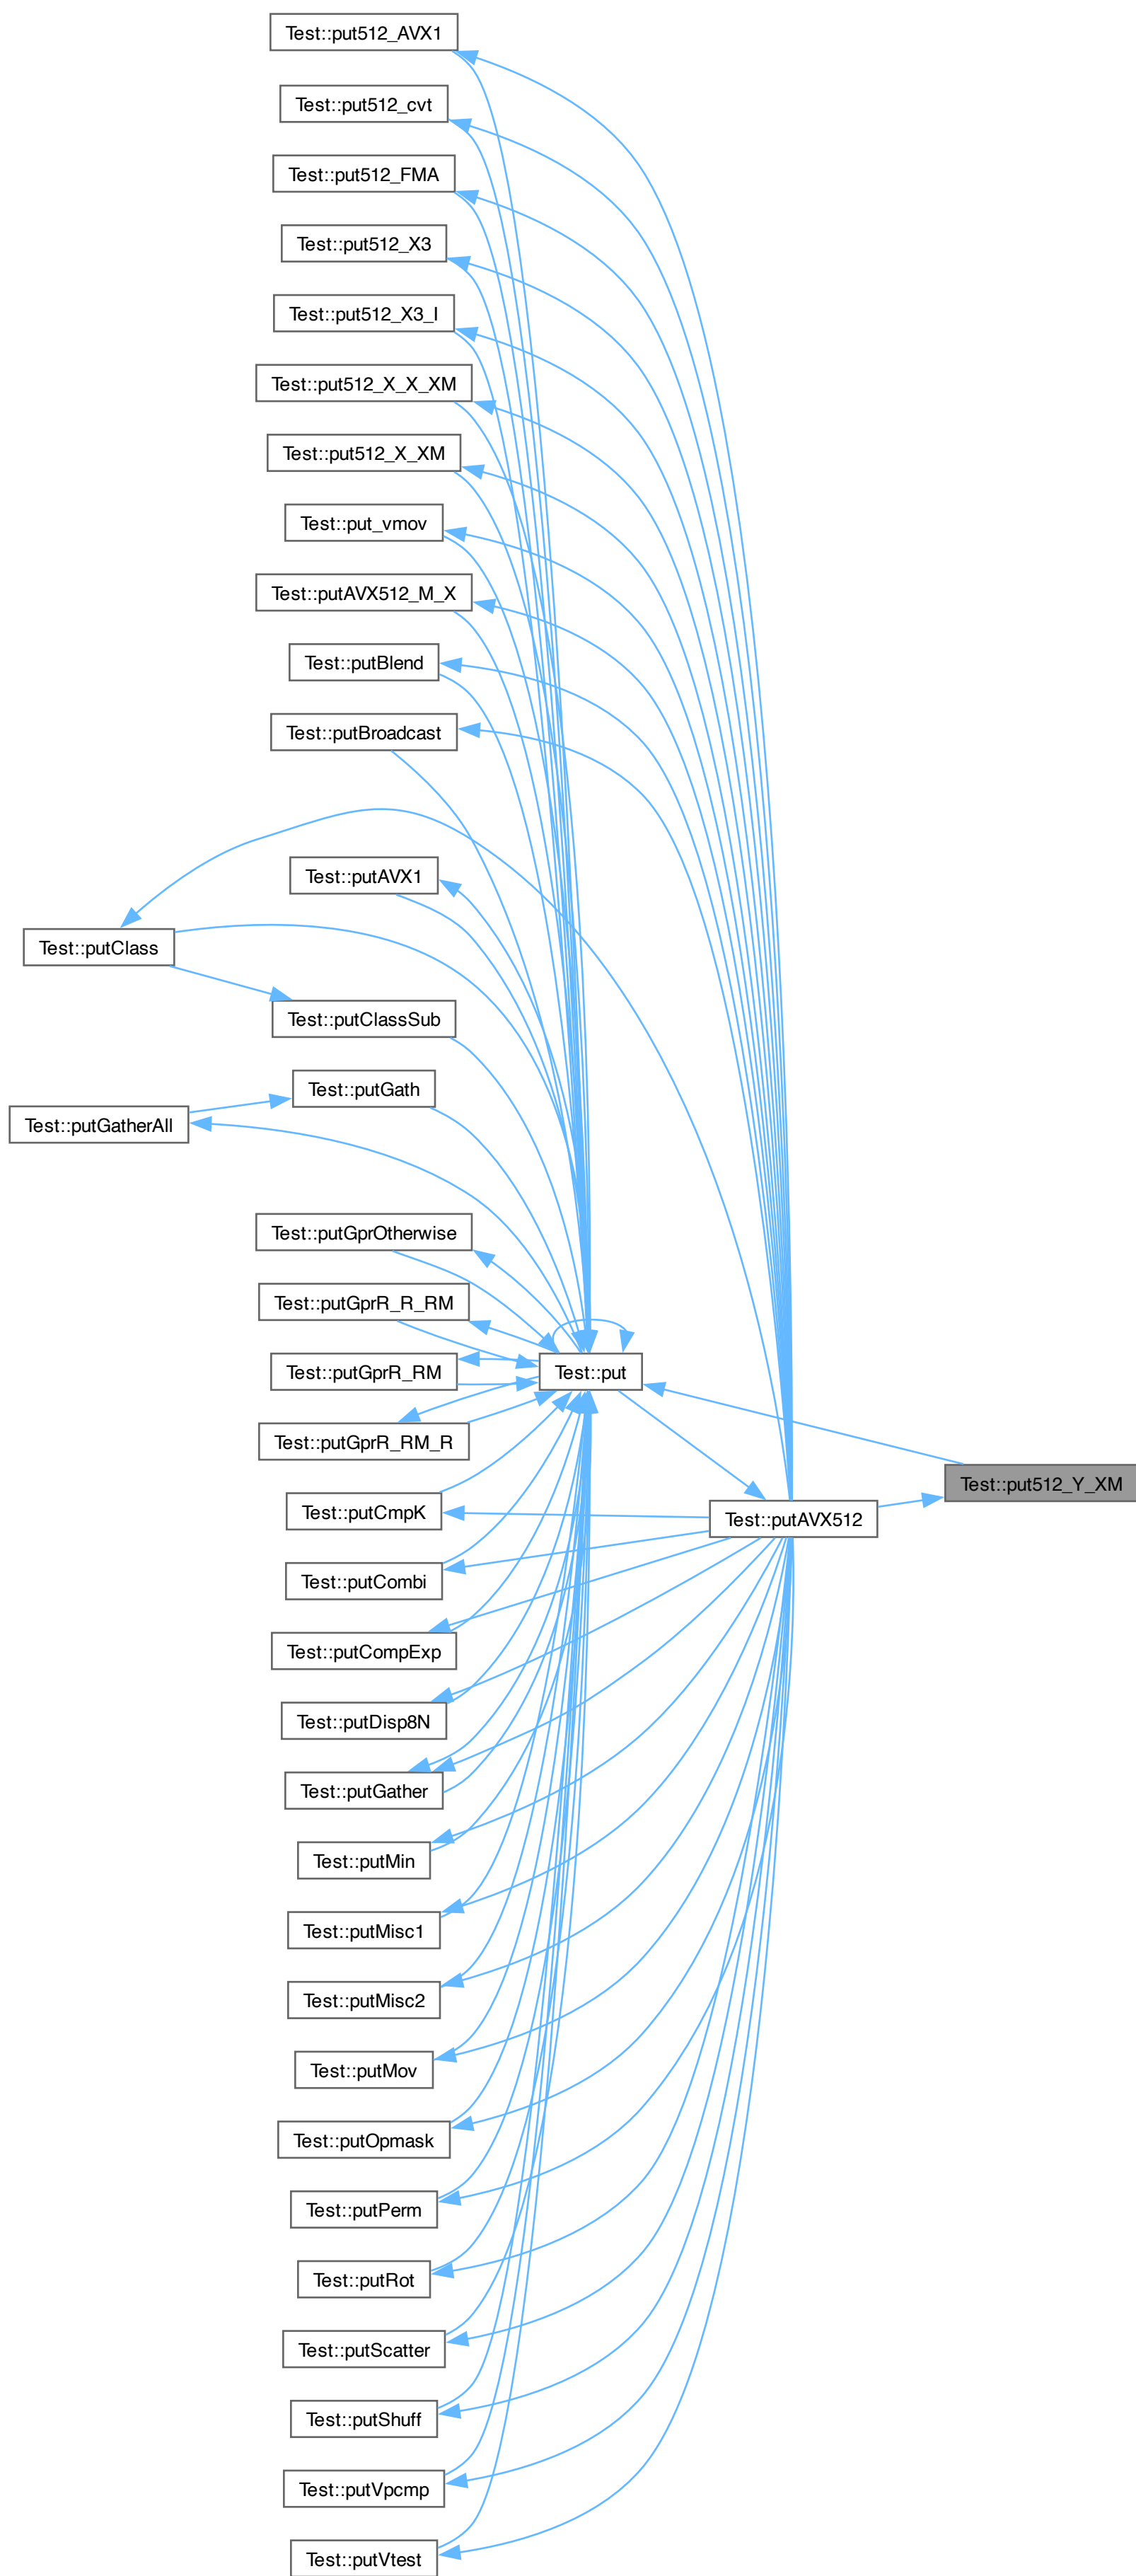 Test::put512_AVX1
Test::put512_cvt
Test::put512_FMA
Test::put512_X3
Test::put512_X3_I
Test::put512_X_X_XM
Test::put512_X_XM
Test::put_vmov
Test::putAVX512_M_X
Test::putBlend
Test::putBroadcast
Test::putAVX1
Test::putClass
Test::putClassSub
Test::putGath
Test::putGatherAll
Test::putGprOtherwise
Test::putGprR_R_RM
Test::putGprR_RM
Test::put
Test::putGprR_RM_R
Test::put512_Y_XM
Test::putCmpK
Test::putAVX512
Test::putCombi
Test::putCompExp
Test::putDisp8N
Test::putGather
Test::putMin
Test::putMisc1
Test::putMisc2
Test::putMov
Test::putOpmask
Test::putPerm
Test::putRot
Test::putScatter
Test::putShuff
Test::putVpcmp
Test::putVtest